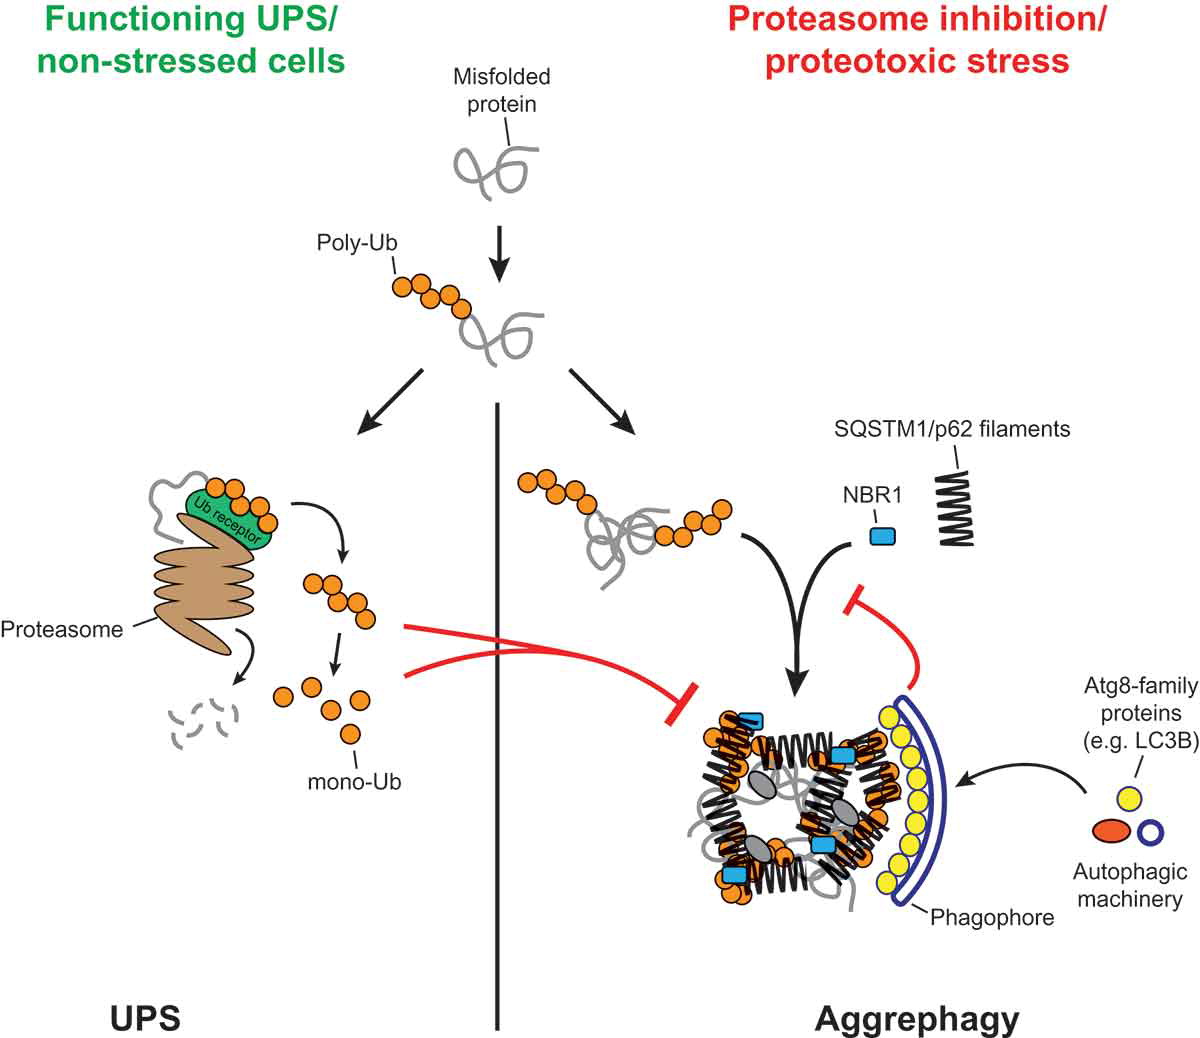 Functioning UPS/
non-stressed cells
Proteasome inhibition/
proteotoxic stress
Misfolded
protein
Poly-Ub
SQSTM1/p62 filaments
NBR1
Ub receptor
Proteasome
mono-Ub
Atg8-family
proteins
(e.g. LC3B)
Autophagic
machinery
Phagophore
UPS
Aggrephagy